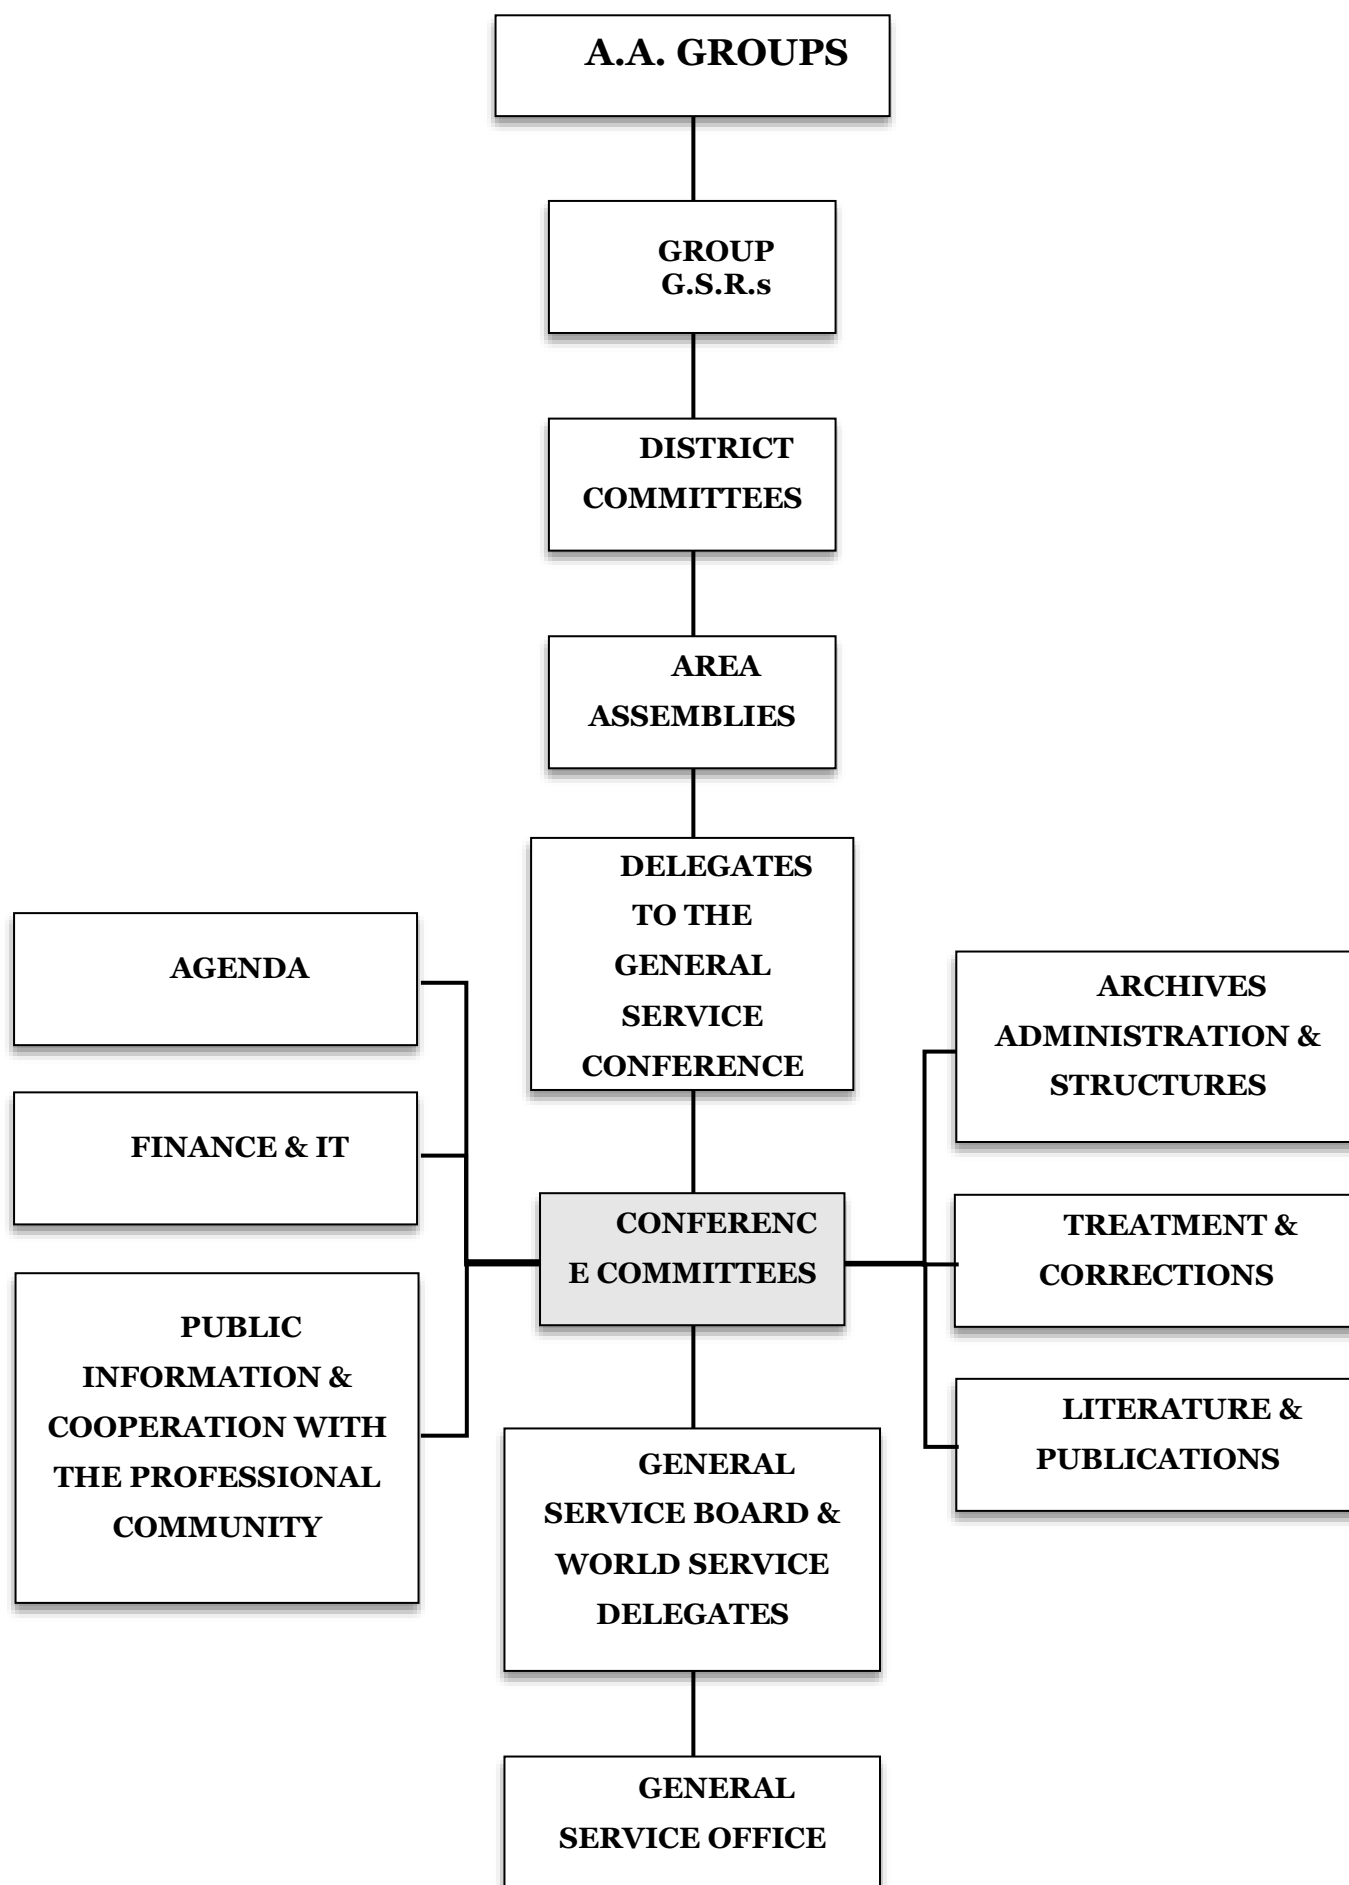 A.A. GROUPS
GROUP
G.S.R.s
DISTRICT
COMMITTEES
AREA
ASSEMBLIES
DELEGATES
TO THE
GENERAL
SERVICE
CONFERENCE
AGENDA
FINANCE & IT
PUBLIC
INFORMATION &
COOPERATION WITH
THE PROFESSIONAL
COMMUNITY
CONFERENC
E COMMITTEES
ARCHIVES
ADMINISTRATION &
STRUCTURES
TREATMENT &
CORRECTIONS
LITERATURE &
PUBLICATIONS
GENERAL
SERVICE BOARD &
WORLD SERVICE
DELEGATES
GENERAL
SERVICE OFFICE